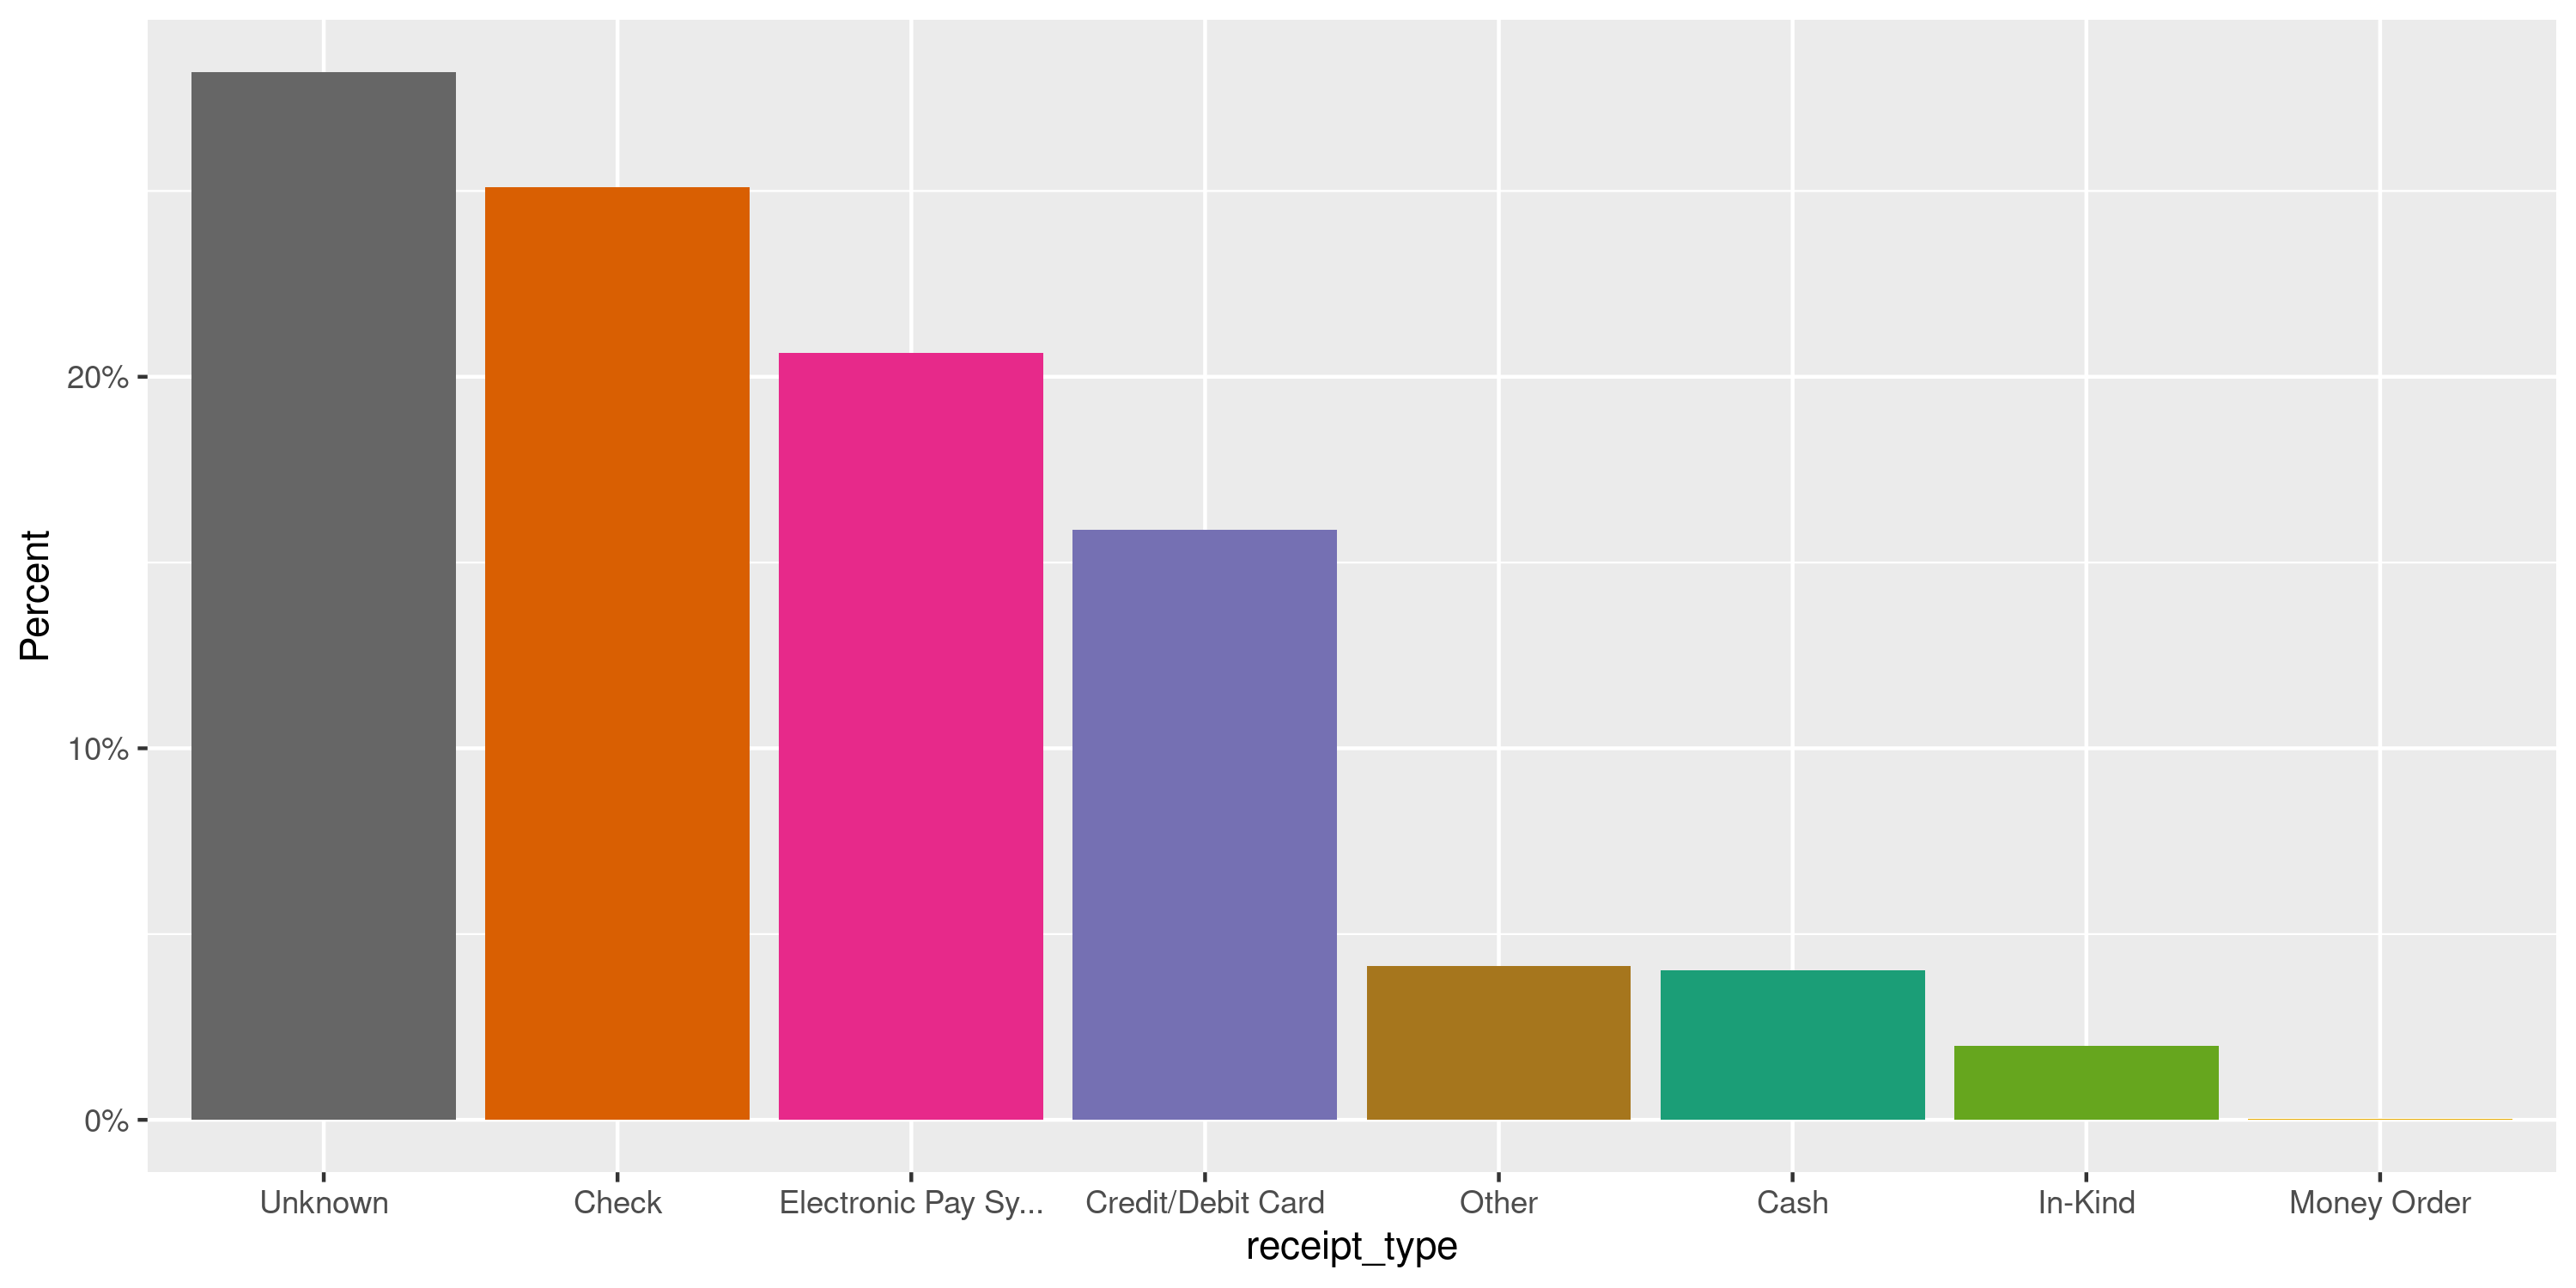 Percent
20%
10%
0%
Unknown
Check
Electronic Pay Sy...
Credit/Debit Card
Other
Cash
In-Kind
Money Order
receipt_type